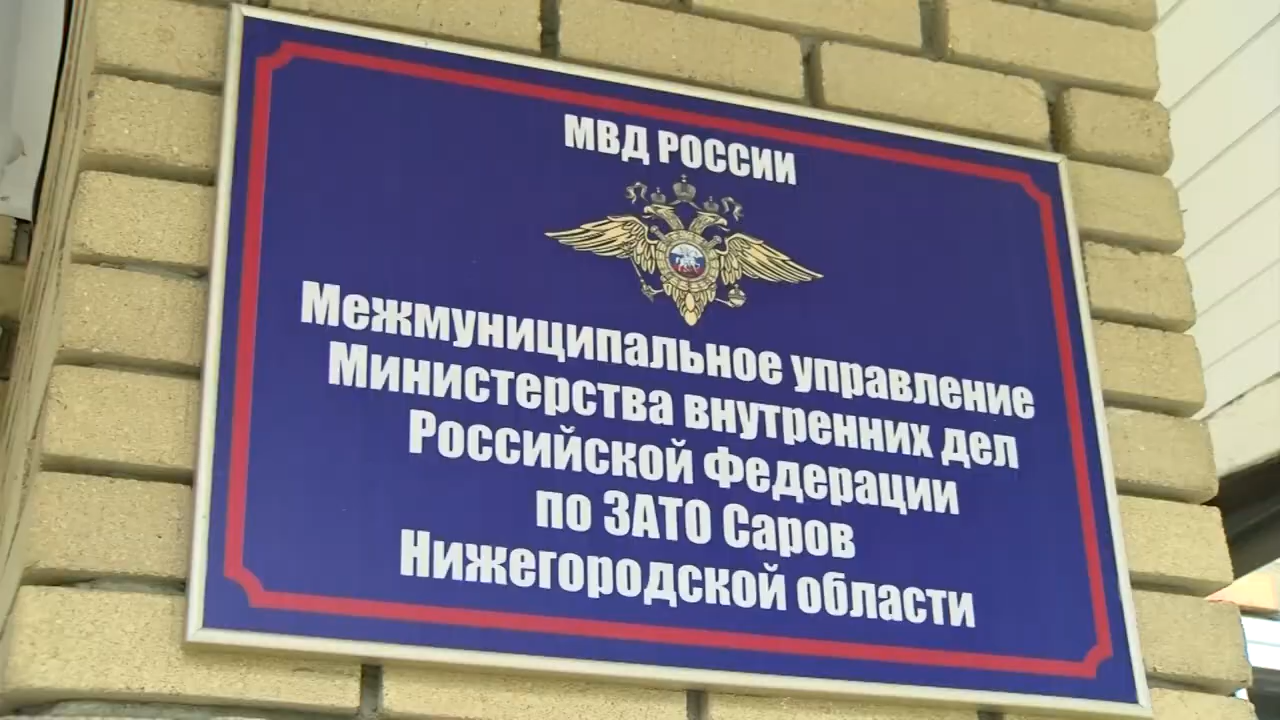 МВД РОССИИ
Межмуниципальное управление
Министерства внутренних дел
Российской Федерации
по ЗАТО Саров
Нижегородской области